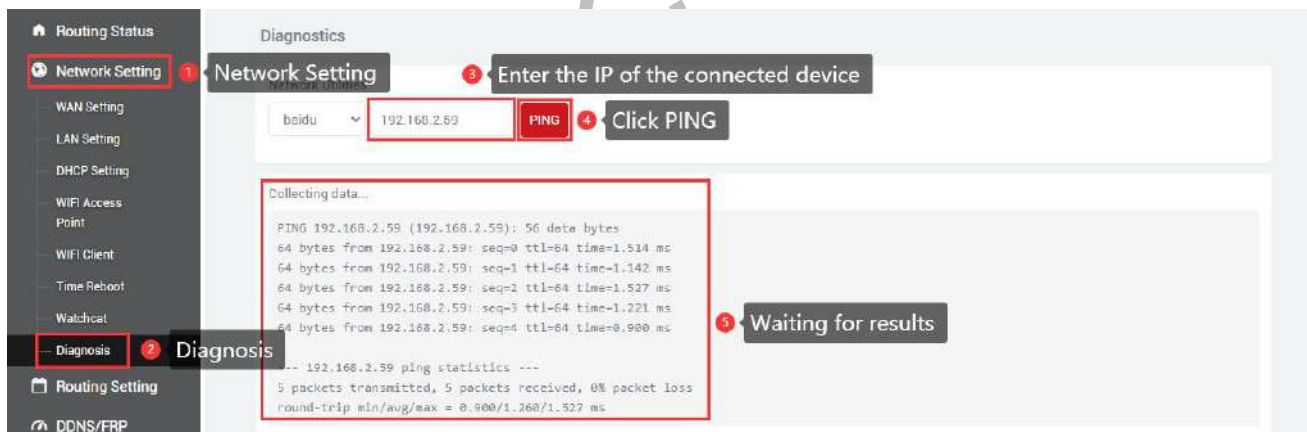 Routing Status
Network Setting
WAN Setting
LAN Setting
DHCP Setting
WIFI Access
Point
WIFI Client
Time Reboot
Watchcat
Diagnosis
Routing Setting
DDNS/FRP
1 Network Setting
2 Diagnosis
Diagnostics
3 Enter the IP of the connected device
Network Utilities
baidu
192.168.2.59
PING
4 Click PING
Collecting data...
PING 192.168.2.59 (192.168.2.59): 56 data bytes
64 bytes from 192.168.2.59: seq=0 ttl=64 time=1.514 ms
64 bytes from 192.168.2.59: seq=1 ttl=64 time=1.142 ms
64 bytes from 192.168.2.59: seq=2 ttl=64 time=1.527 ms
64 bytes from 192.168.2.59: seq=3 ttl=64 time=1.221 ms
64 bytes from 192.168.2.59: seq=4 ttl=64 time=0.900 ms
5 Waiting for results
--- 192.168.2.59 ping statistics ---
5 packets transmitted, 5 packets received, 0% packet loss
round-trip min/avg/max = 0.900/1.260/1.527 ms